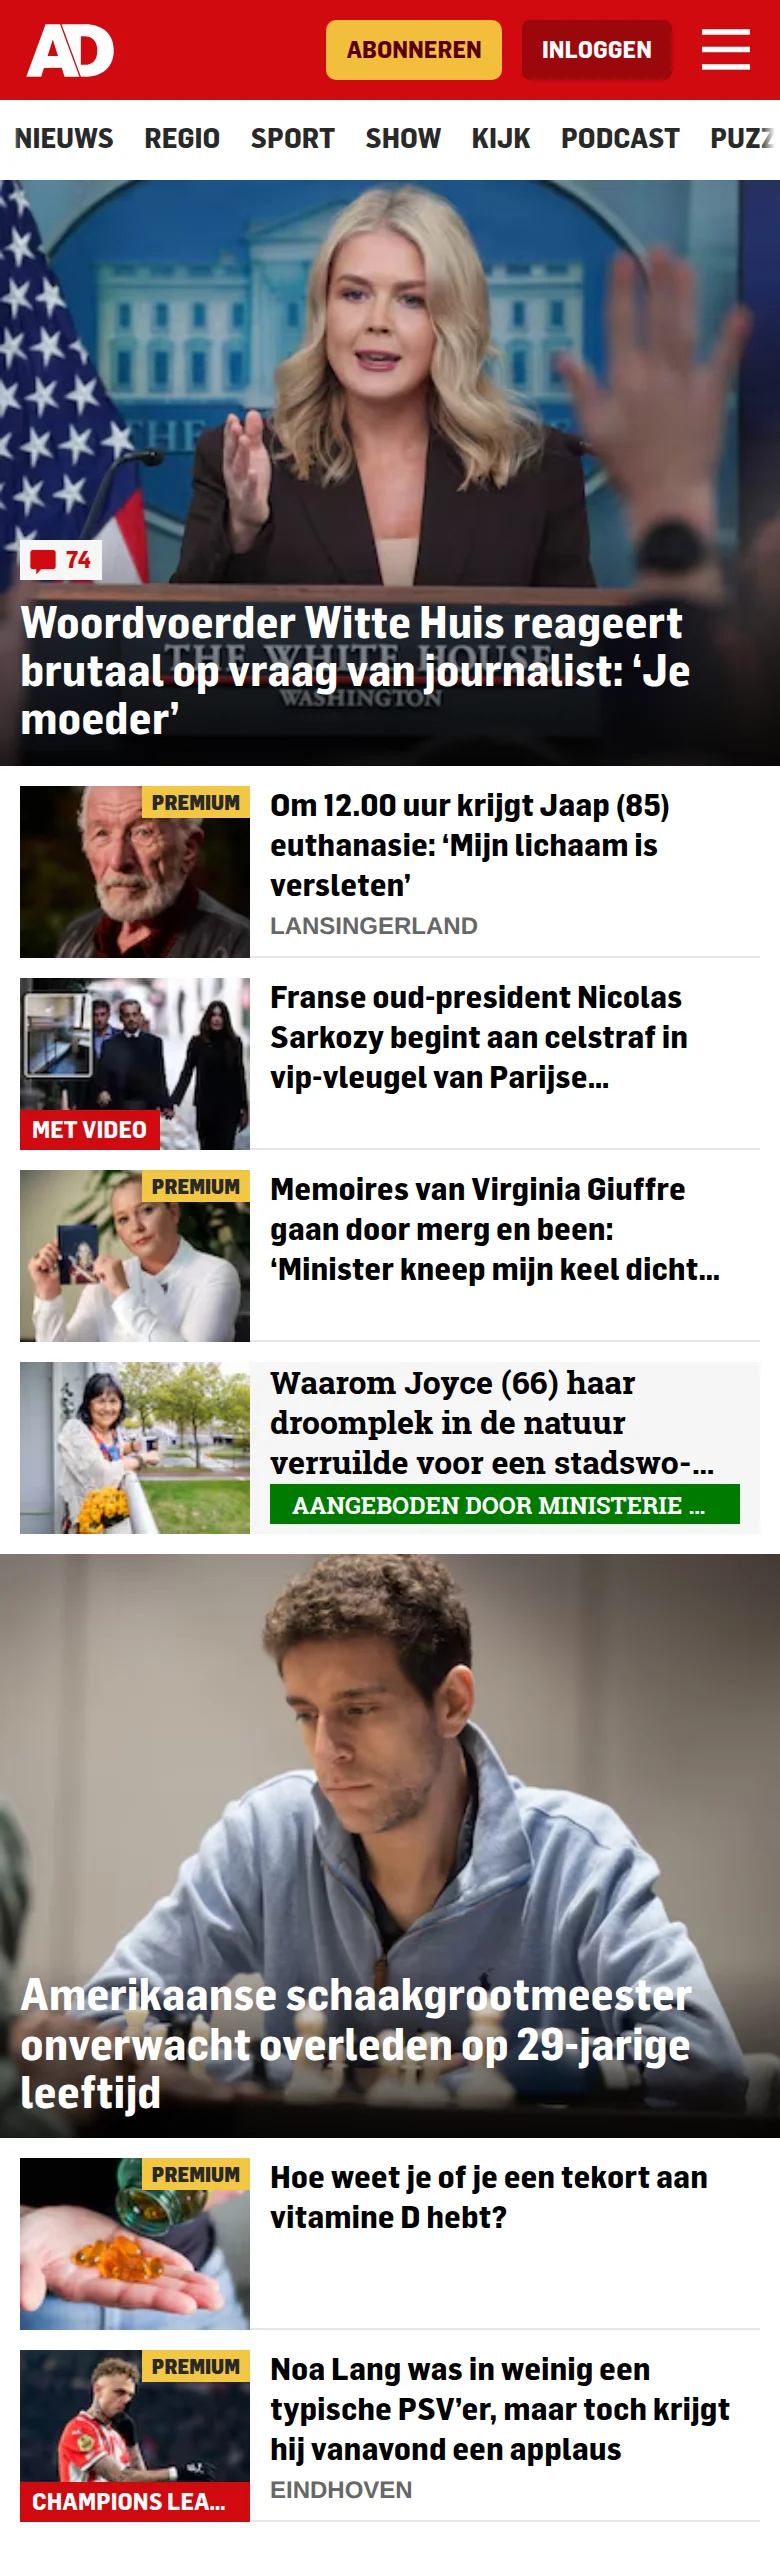 AD
ABONNEREN
INLOGGEN
NIEUWS REGIO SPORT SHOW KIJK PODCAST PUZZ
74
THE WHITE HOUSE
WASHINGTON
Woordvoerder Witte Huis reageert
brutaal op vraag van journalist: ‘Je
moeder’
PREMIUM
Om 12.00 uur krijgt Jaap (85)
euthanasie: ‘Mijn lichaam is
versleten’
LANSINGERLAND
MET VIDEO
Franse oud-president Nicolas
Sarkozy begint aan celstraf in
vip-vleugel van Parijse...
PREMIUM
Memoires van Virginia Giuffre
gaan door merg en been:
‘Minister kneep mijn keel dicht...
Waarom Joyce (66) haar
droomplek in de natuur
verruilde voor een stadswo-...
AANGEBODEN DOOR MINISTERIE ...
Amerikaanse schaakgrootmeester
onverwacht overleden op 29-jarige
leeftijd
PREMIUM
Hoe weet je of je een tekort aan
vitamine D hebt?
PREMIUM
CHAMPIONS LEA...
Noa Lang was in weinig een
typische PSV’er, maar toch krijgt
hij vanavond een applaus
EINDHOVEN